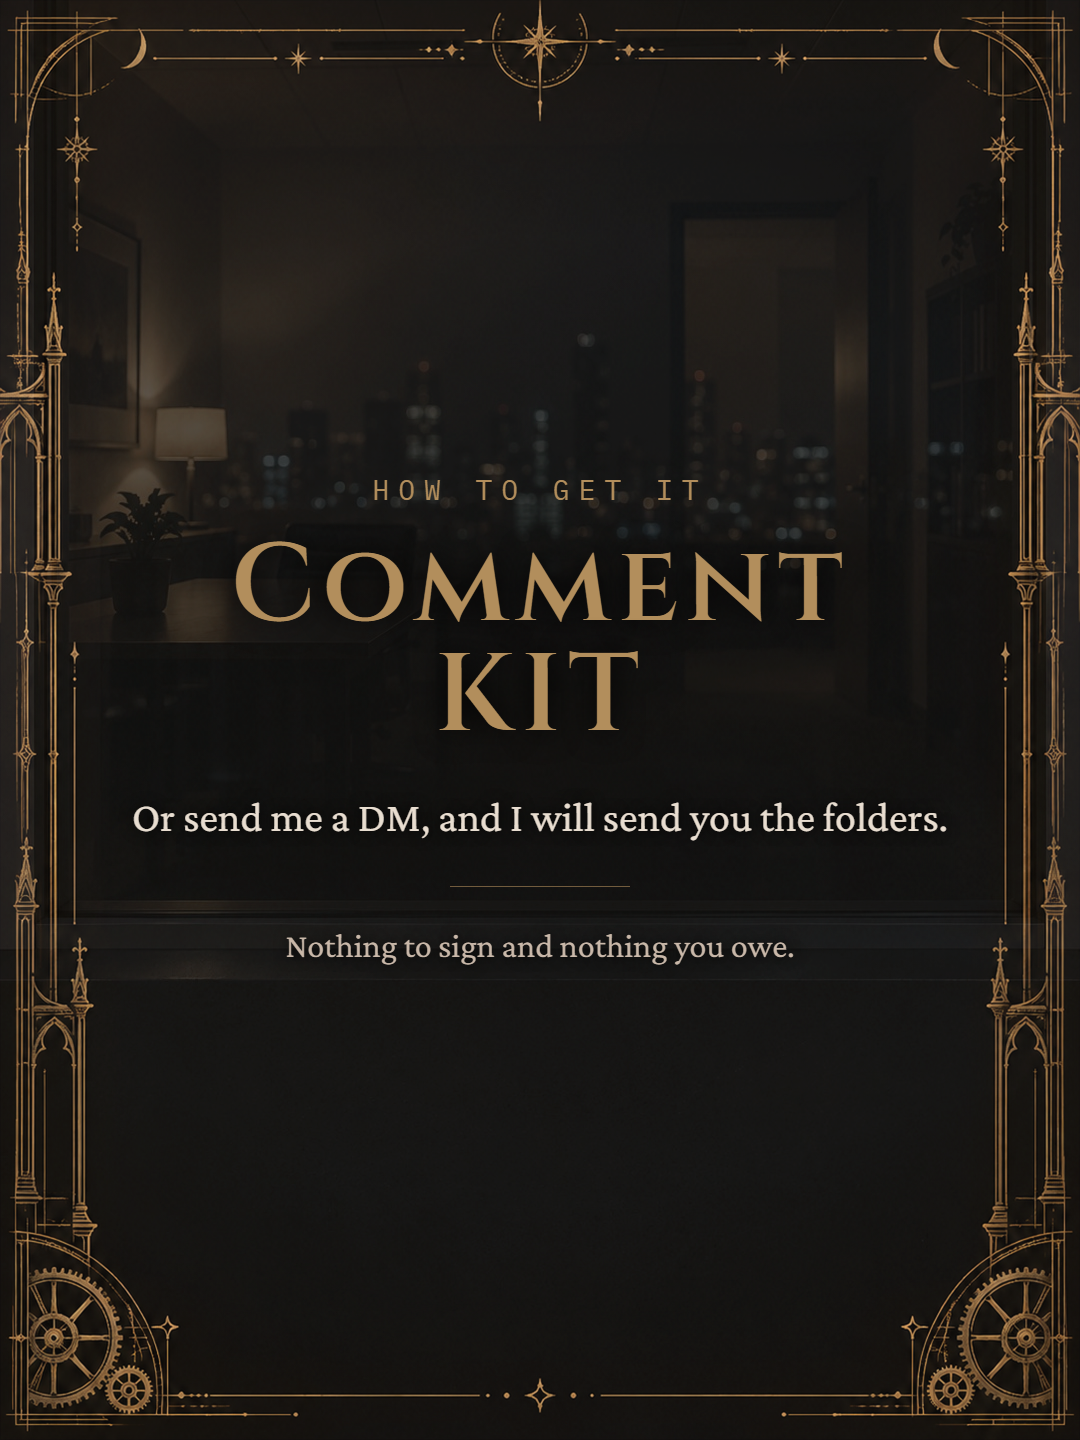 HOW TO GET IT
COMMENT
KIT
Or send me a DM, and I will send you the folders.
Nothing to sign and nothing you owe.